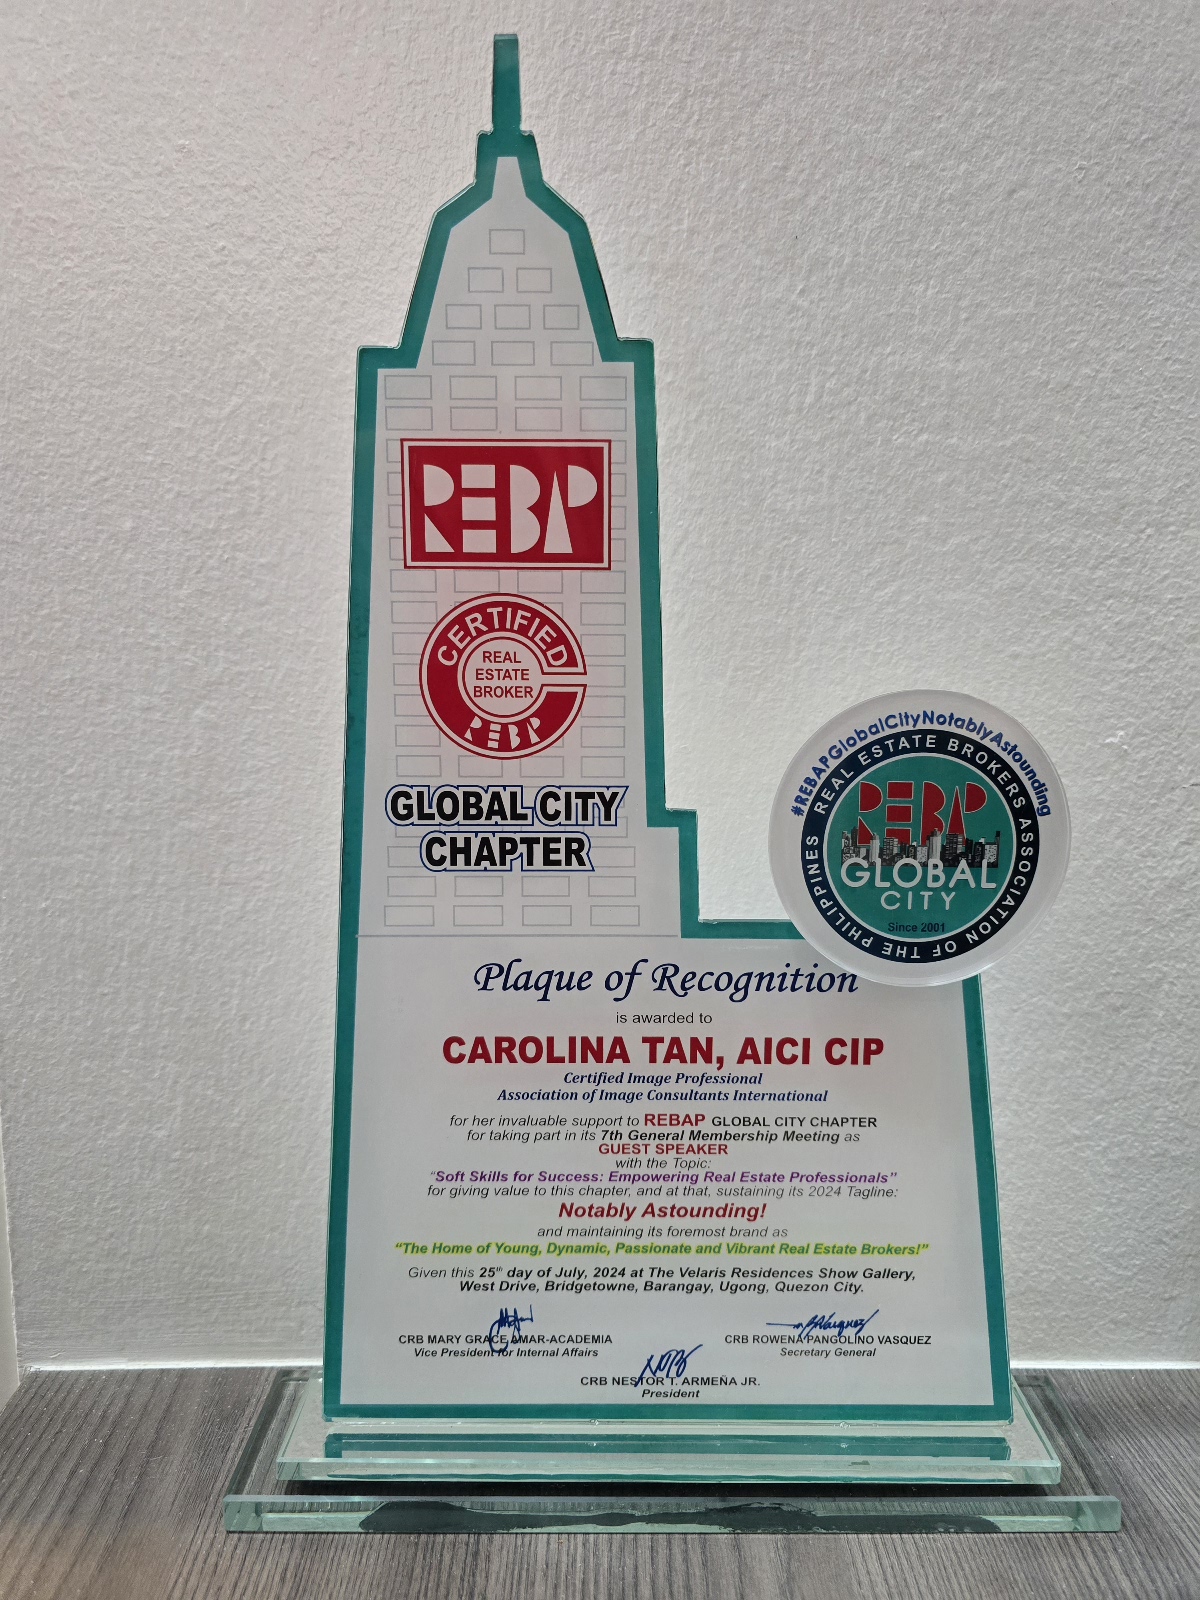 REBAP
CERTIFIED
REAL
ESTATE
BROKER
REBAP
GLOBAL CITY
CHAPTER
#REBAPGlobalCityNotablyAstounding
REAL ESTATE BROKERS ASSOCIATION OF THE PHILIPPINES
REBAP
GLOBAL
CITY
Since 2001
Plaque of Recognition
is awarded to
CAROLINA TAN, AICI CIP
Certified Image Professional
Association of Image Consultants International
for her invaluable support to REBAP GLOBAL CITY CHAPTER
for taking part in its 7th General Membership Meeting as
GUEST SPEAKER
with the Topic:
"Soft Skills for Success: Empowering Real Estate Professionals"
for giving value to this chapter, and at that, sustaining its 2024 Tagline:
Notably Astounding!
and maintaining its foremost brand as
"The Home of Young, Dynamic, Passionate and Vibrant Real Estate Brokers!"
Given this 25th day of July, 2024 at The Velaris Residences Show Gallery,
West Drive, Bridgetowne, Barangay, Ugong, Quezon City.
CRB MARY GRACE AMAR-ACADEMIA
Vice President for Internal Affairs
CRB ROWENA PANGOLINO VASQUEZ
Secretary General
CRB NESTOR T. ARMEÑA JR.
President